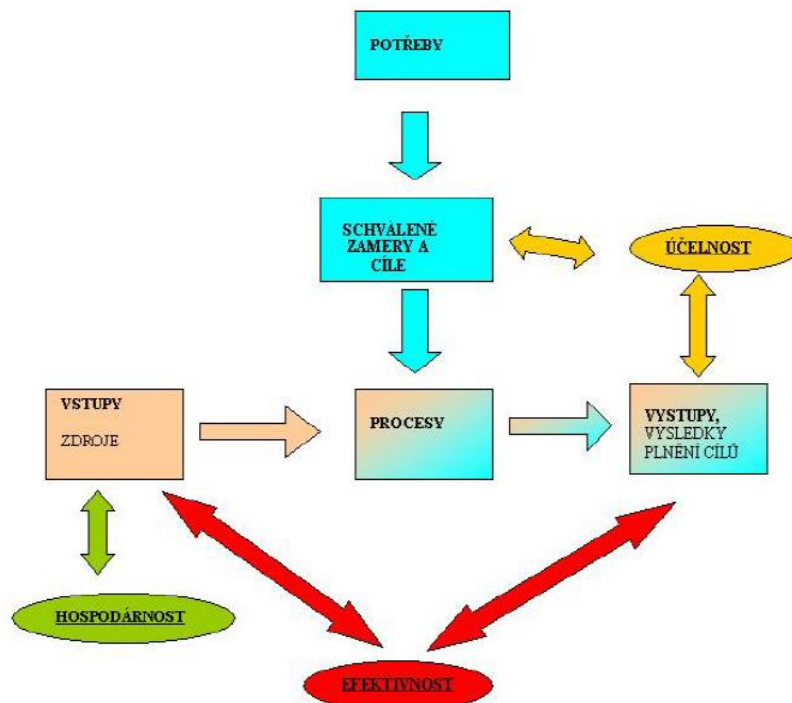 POTŘEBY
SCHVÁLENÉ
ZAMERY A
CÍLE
ÚČELNOST
VSTUPY
ZDROJE
PROCESY
VYSTUPY,
VYSLEDKY
PLNĚNÍ CÍLŮ
HOSPODÁRNOST
EFEKTIVNOST